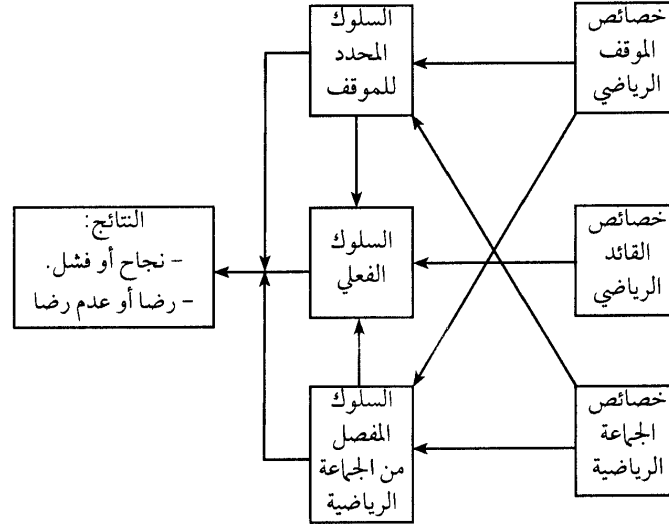 خصائص
الموقف
الرياضي
السلوك
المحدد
للموقف
خصائص
القائد
الرياضي
السلوك
الفعلي
النتائج:
– نجاح أو فشل.
– رضا أو عدم رضا
خصائص
الجماعة
الرياضية
السلوك
المفصل
من الجماعة
الرياضية